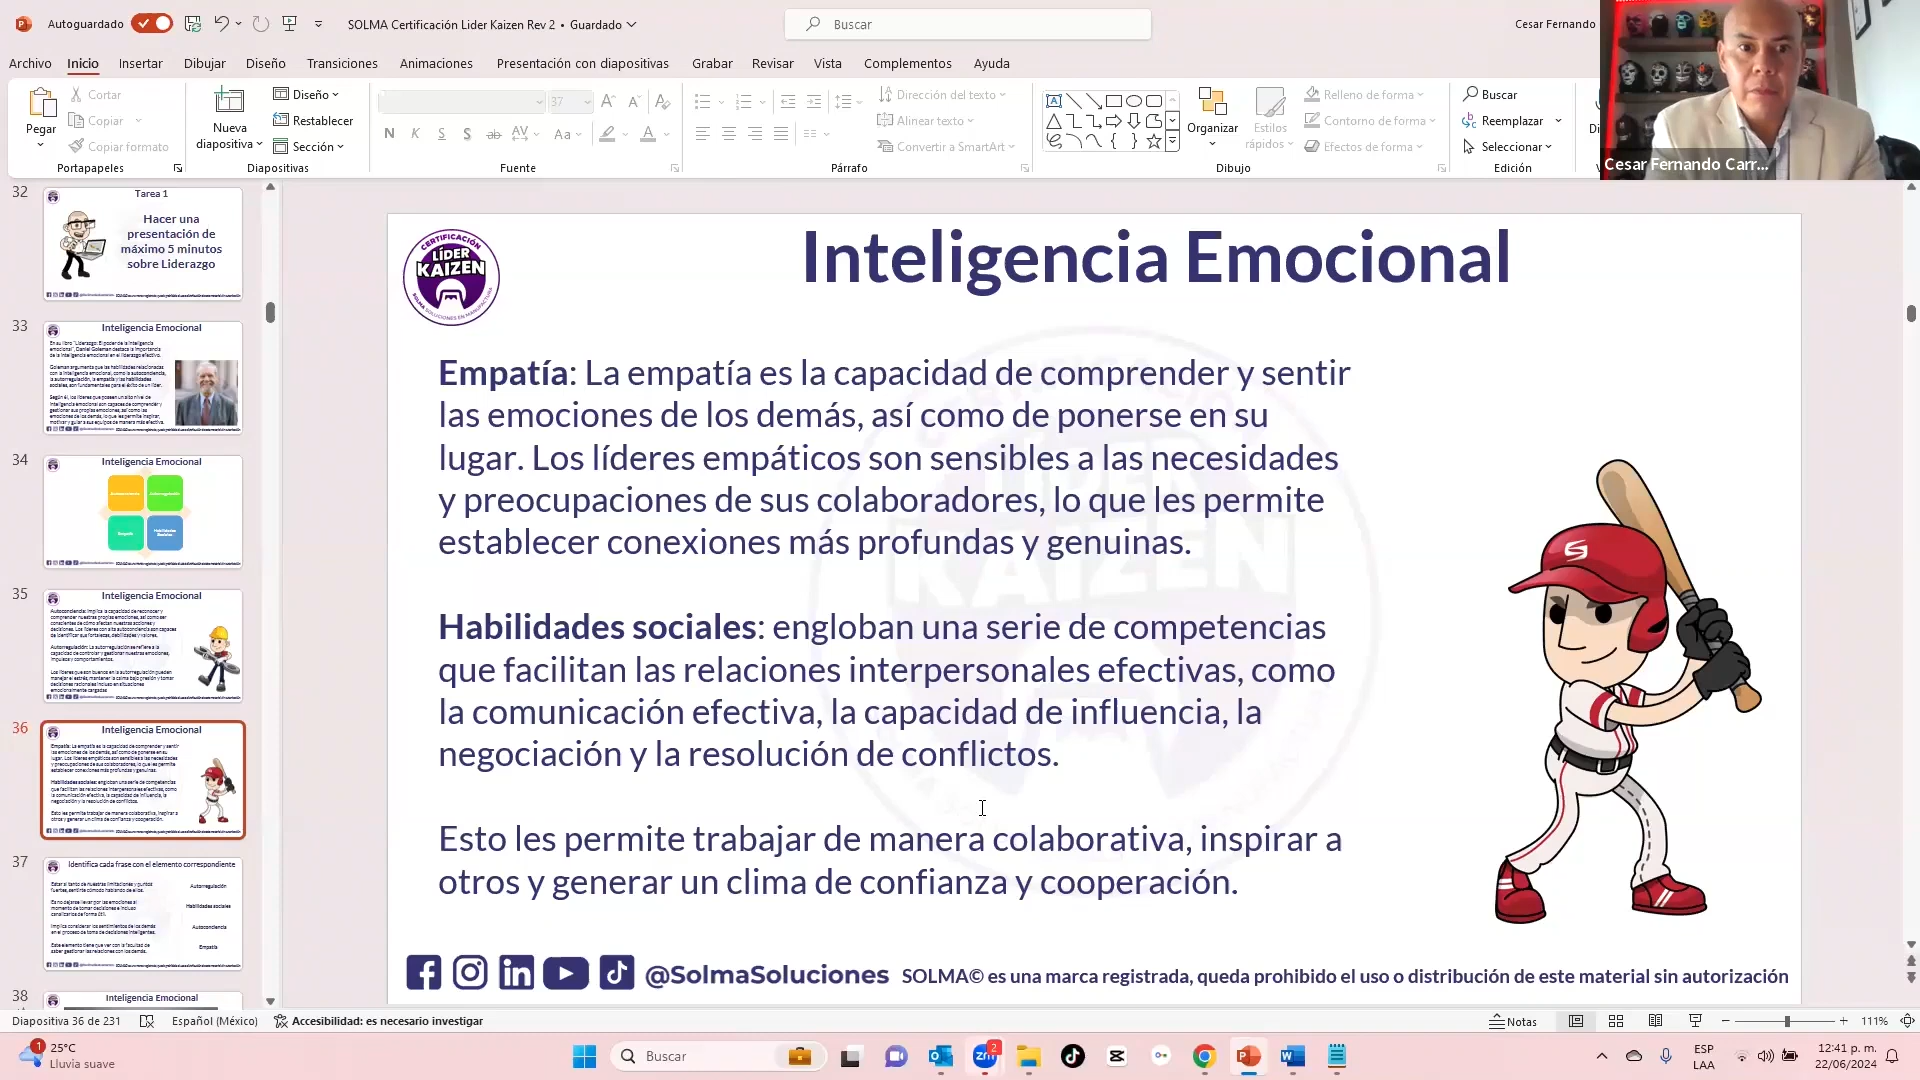 Autoguardado
SOLMA Certificación Lider Kaizen Rev 2 • Guardado
Buscar
Cesar Fernando
Archivo Inicio Insertar Dibujar Diseño Transiciones Animaciones Presentación con diapositivas Grabar Revisar Vista Complementos Ayuda
Pegar
Cortar
Copiar
Copiar formato
Portapapeles
Nueva diapositiva
Diseño
Restablecer
Sección
Diapositivas
37
Fuente
Dirección del texto
Alinear texto
Convertir a SmartArt
Párrafo
Organizar
Estilos rápidos
Relleno de forma
Contorno de forma
Efectos de forma
Dibujo
Buscar
Reemplazar
Seleccionar
Edición
Cesar Fernando Carr...
32
Tarea 1
Hacer una
presentación de
máximo 5 minutos
sobre Liderazgo
33
Inteligencia Emocional
34
Inteligencia Emocional
35
Inteligencia Emocional
36
Inteligencia Emocional
37
Identifica cada frase con el elemento correspondiente
Autorregulación
Habilidades sociales
Autoconciencia
Empatía
38
Inteligencia Emocional
CERTIFICACIÓN
LÍDER
KAIZEN
SOLMA SOLUCIONES EN MANUFACTURA
Inteligencia Emocional
Empatía: La empatía es la capacidad de comprender y sentir
las emociones de los demás, así como de ponerse en su
lugar. Los líderes empáticos son sensibles a las necesidades
y preocupaciones de sus colaboradores, lo que les permite
establecer conexiones más profundas y genuinas.
Habilidades sociales: engloban una serie de competencias
que facilitan las relaciones interpersonales efectivas, como
la comunicación efectiva, la capacidad de influencia, la
negociación y la resolución de conflictos.
Esto les permite trabajar de manera colaborativa, inspirar a
otros y generar un clima de confianza y cooperación.
@SolmaSoluciones SOLMA© es una marca registrada, queda prohibido el uso o distribución de este material sin autorización
Diapositiva 36 de 231
Español (México)
Accesibilidad: es necesario investigar
Notas
111%
1
25°C
Lluvia suave
Buscar
2
ESP
LAA
12:41 p. m.
22/06/2024